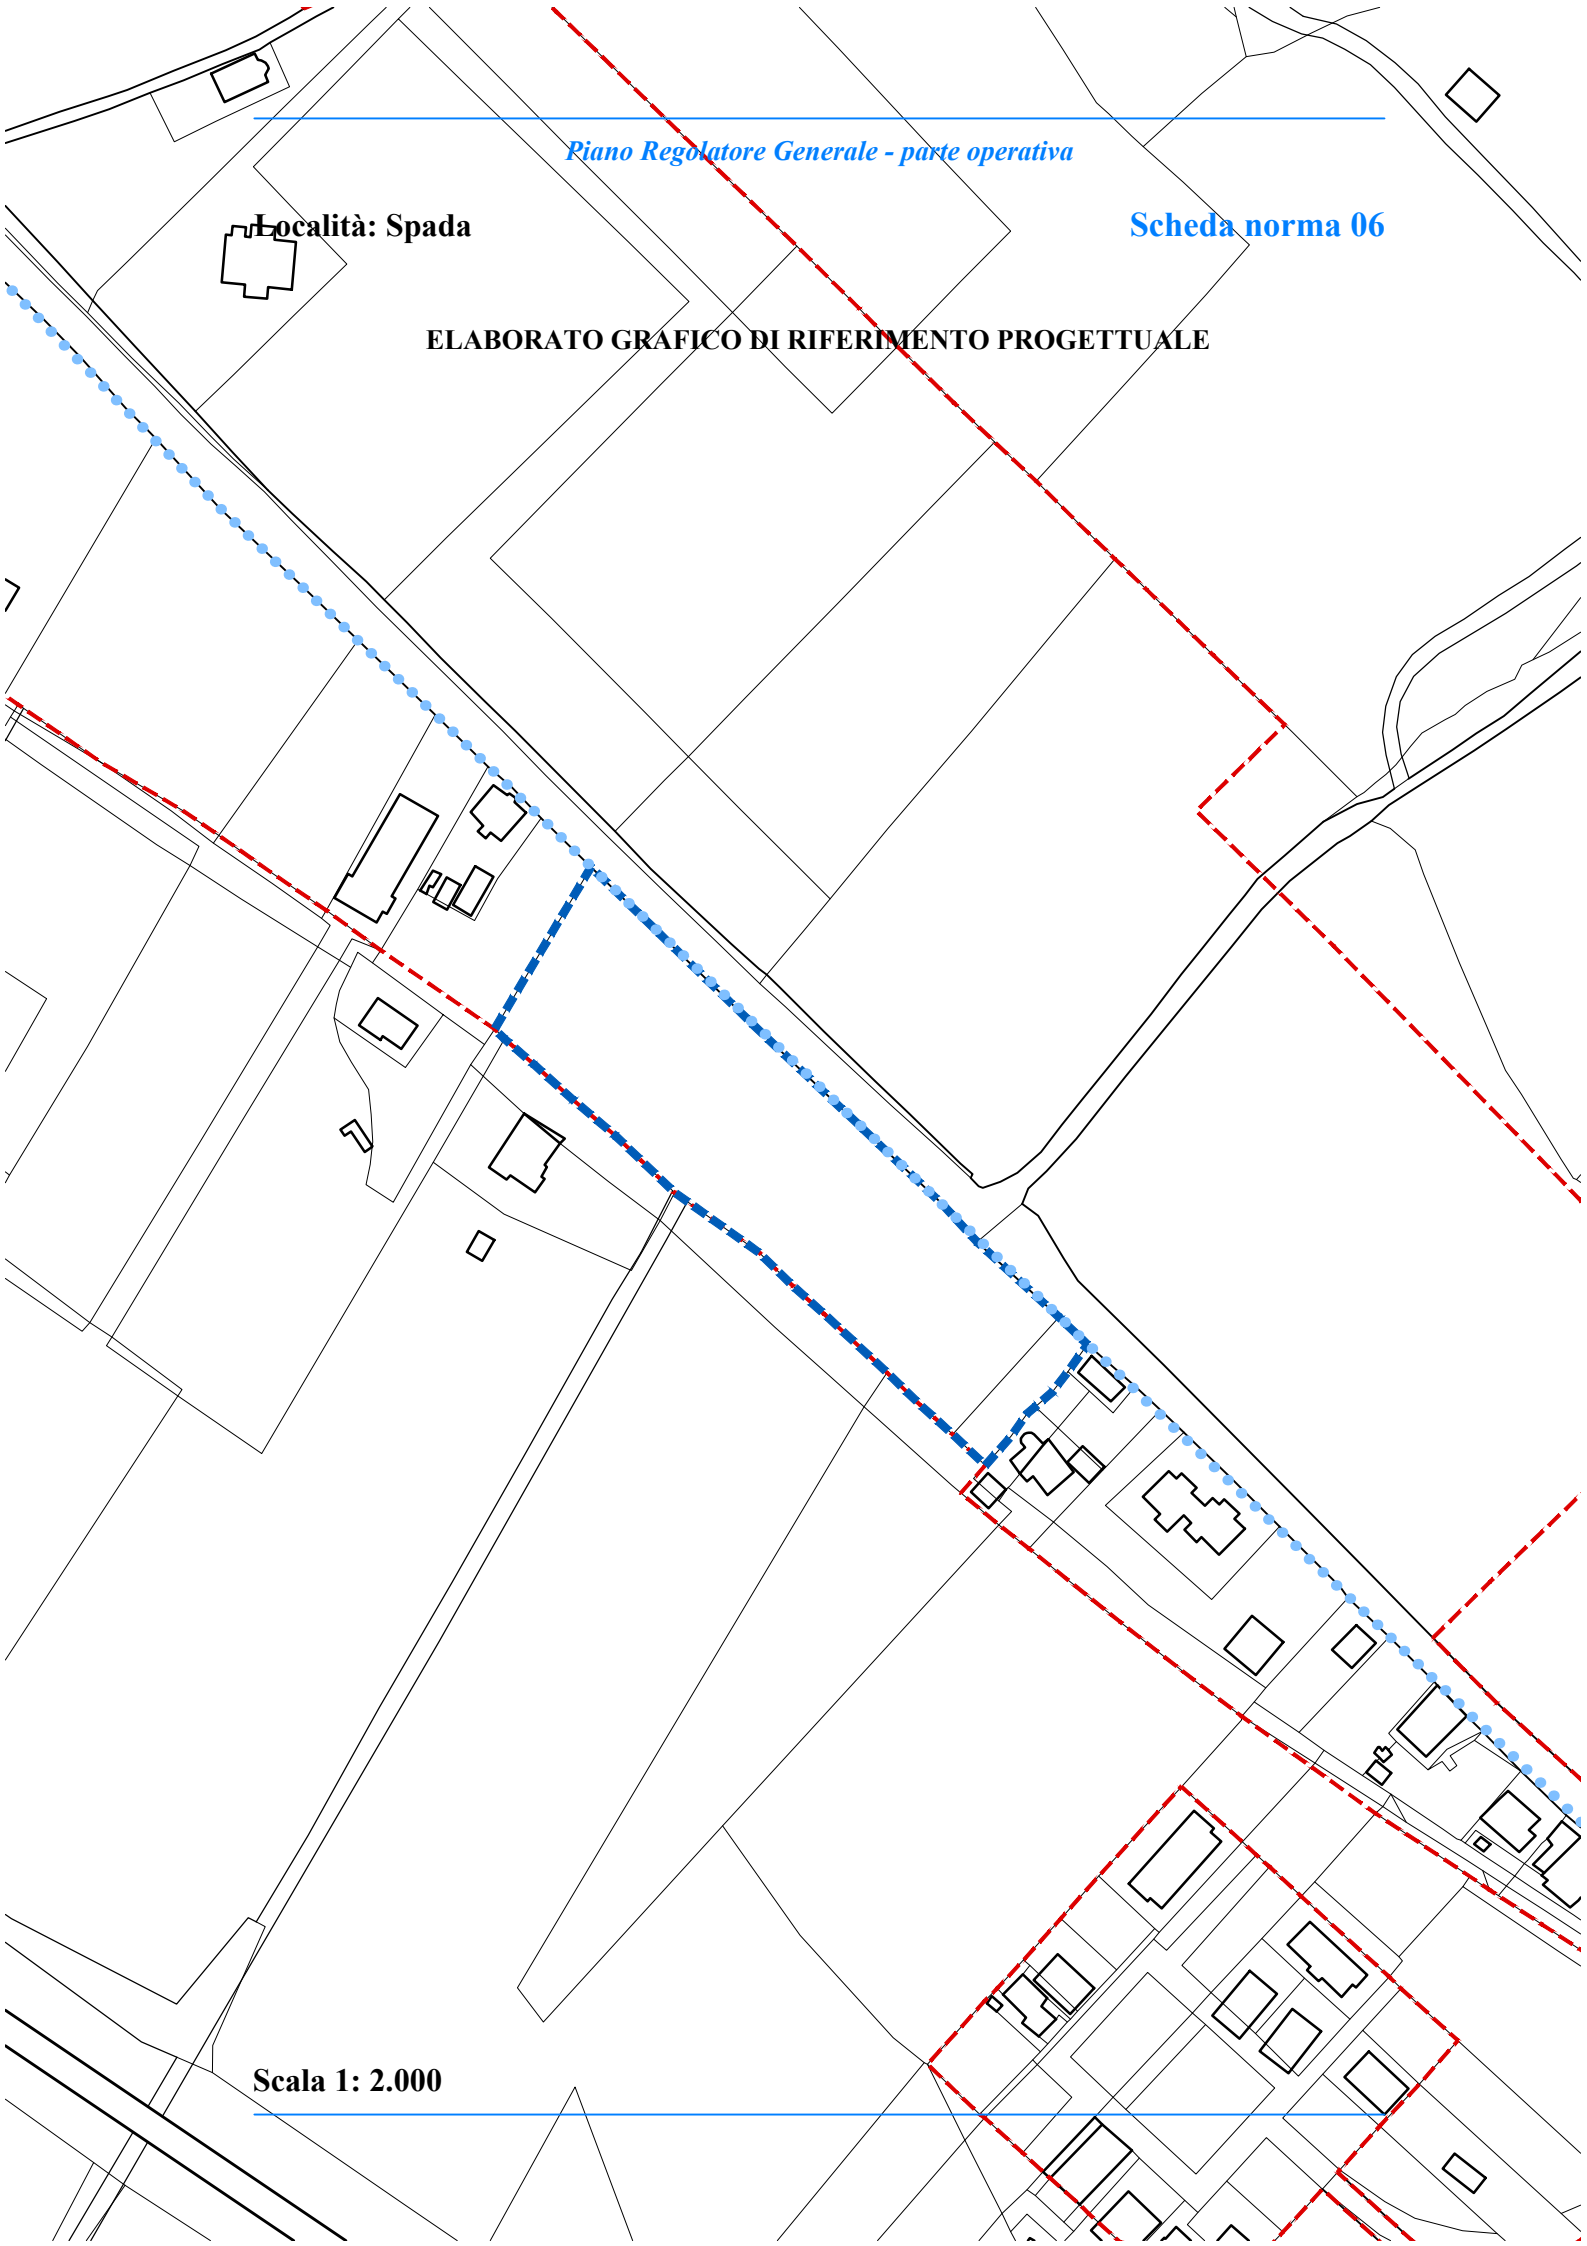 Piano Regolatore Generale - parte operativa
Località: Spada
Scheda norma 06
ELABORATO GRAFICO DI RIFERIMENTO PROGETTUALE
Scala 1: 2.000